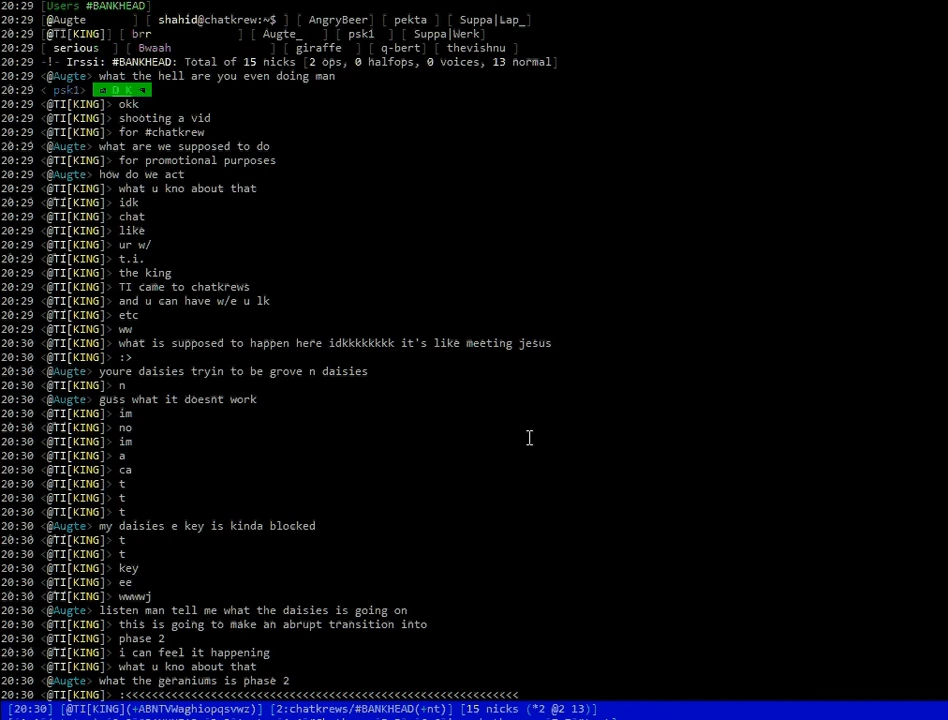 [Users #BANKHEAD]
[@Augte ] [ shahid@chatkrew:~$ ] [ AngryBeer] [ pekta ] [ Suppa|Lap_]
[@TI[KING]] [ brr ] [ Augte_ ] [ psk1 ] [ Suppa|Werk]
[ serious ] [ Bwaah ] [ giraffe ] [ q-bert] [ thevishnu ]
20:29 -!- Irssi: #BANKHEAD: Total of 15 nicks [2 ops, 0 halfops, 0 voices, 13 normal]
20:29 <@Augte> what the hell are you even doing man
20:29 < psk1> O K
20:29 <@TI[KING]> okk
20:29 <@TI[KING]> shooting a vid
20:29 <@TI[KING]> for #chatkrew
20:29 <@Augte> what are we supposed to do
20:29 <@TI[KING]> for promotional purposes
20:29 <@Augte> how do we act
20:29 <@TI[KING]> what u kno about that
20:29 <@TI[KING]> idk
20:29 <@TI[KING]> chat
20:29 <@TI[KING]> like
20:29 <@TI[KING]> ur w/
20:29 <@TI[KING]> t.i.
20:29 <@TI[KING]> the king
20:29 <@TI[KING]> TI came to chatkrews
20:29 <@TI[KING]> and u can have w/e u lk
20:29 <@TI[KING]> etc
20:29 <@TI[KING]> ww
20:30 <@TI[KING]> what is supposed to happen here idkkkkkkkk it's like meeting jesus
20:30 <@TI[KING]> :>
20:30 <@Augte> youre daisies tryin to be grove n daisies
20:30 <@TI[KING]> n
20:30 <@Augte> guss what it doesnt work
20:30 <@TI[KING]> im
20:30 <@TI[KING]> no
20:30 <@TI[KING]> im
20:30 <@TI[KING]> a
20:30 <@TI[KING]> ca
20:30 <@TI[KING]> t
20:30 <@TI[KING]> t
20:30 <@TI[KING]> t
20:30 <@Augte> my daisies e key is kinda blocked
20:30 <@TI[KING]> t
20:30 <@TI[KING]> t
20:30 <@TI[KING]> key
20:30 <@TI[KING]> ee
20:30 <@TI[KING]> wwwwj
20:30 <@Augte> listen man tell me what the daisies is going on
20:30 <@TI[KING]> this is going to make an abrupt transition into
20:30 <@TI[KING]> phase 2
20:30 <@TI[KING]> i can feel it happening
20:30 <@TI[KING]> what u kno about that
20:30 <@Augte> what the geraniums is phase 2
20:30 <@TI[KING]> :<<<<<<<<<<<<<<<<<<<<<<<<<<<<<<<<<<<<<<<<<<<<<<<<<<<<<<<<<<<<
[20:30] [@TI[KING](+ABNTVWaghiopqsvwz)] [2:chatkrews/#BANKHEAD(+nt)] [15 nicks (*2 @2 13)]